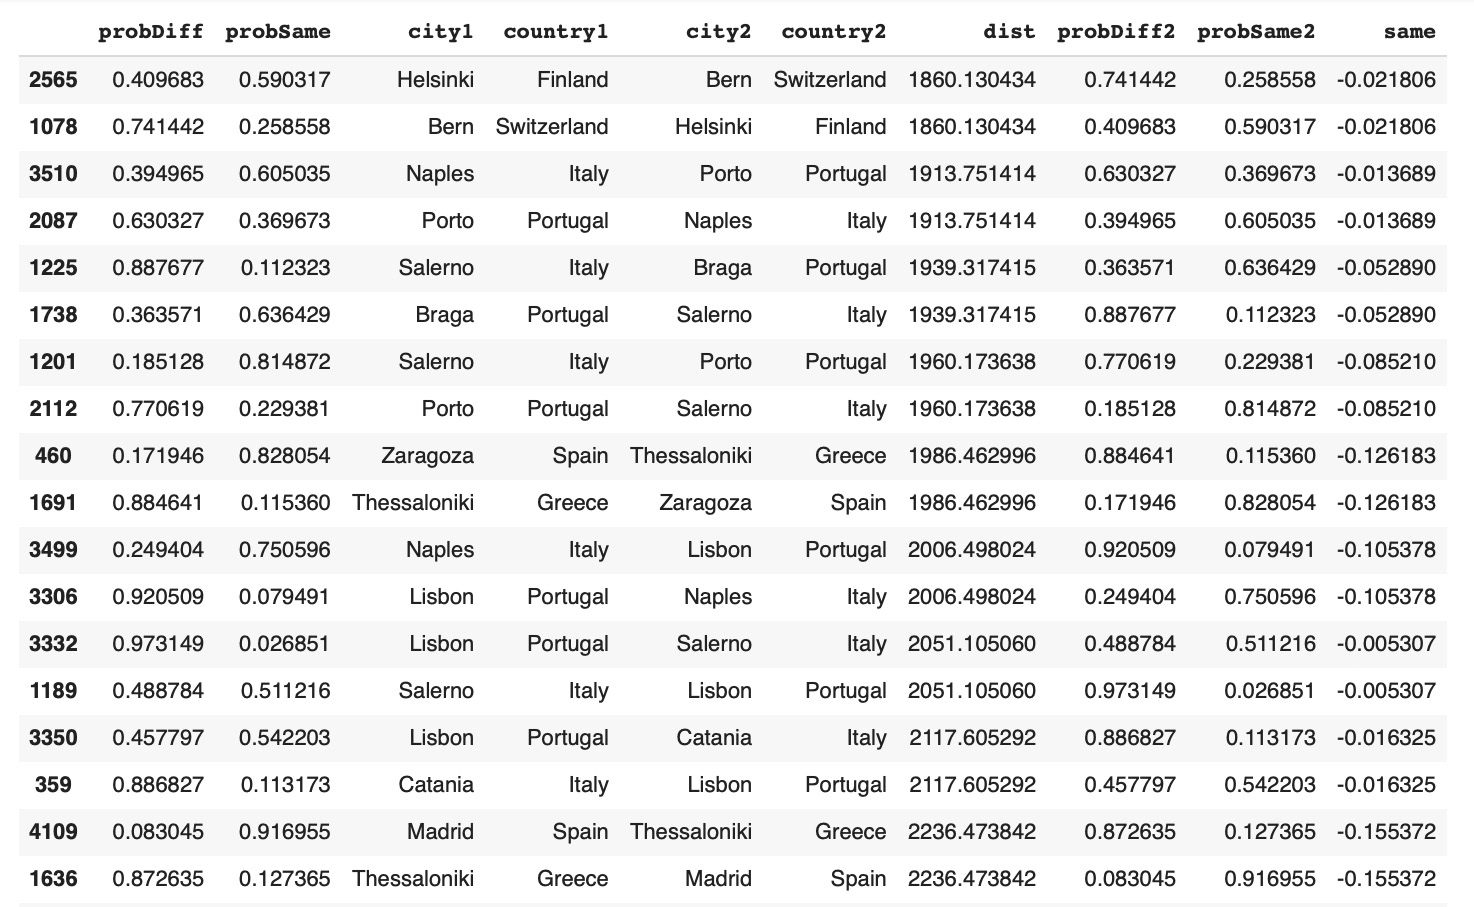 probDiff probSame city1 country1 city2 country2 dist probDiff2 probSame2 same
2565 0.409683 0.590317 Helsinki Finland Bern Switzerland 1860.130434 0.741442 0.258558 -0.021806
1078 0.741442 0.258558 Bern Switzerland Helsinki Finland 1860.130434 0.409683 0.590317 -0.021806
3510 0.394965 0.605035 Naples Italy Porto Portugal 1913.751414 0.630327 0.369673 -0.013689
2087 0.630327 0.369673 Porto Portugal Naples Italy 1913.751414 0.394965 0.605035 -0.013689
1225 0.887677 0.112323 Salerno Italy Braga Portugal 1939.317415 0.363571 0.636429 -0.052890
1738 0.363571 0.636429 Braga Portugal Salerno Italy 1939.317415 0.887677 0.112323 -0.052890
1201 0.185128 0.814872 Salerno Italy Porto Portugal 1960.173638 0.770619 0.229381 -0.085210
2112 0.770619 0.229381 Porto Portugal Salerno Italy 1960.173638 0.185128 0.814872 -0.085210
460 0.171946 0.828054 Zaragoza Spain Thessaloniki Greece 1986.462996 0.884641 0.115360 -0.126183
1691 0.884641 0.115360 Thessaloniki Greece Zaragoza Spain 1986.462996 0.171946 0.828054 -0.126183
3499 0.249404 0.750596 Naples Italy Lisbon Portugal 2006.498024 0.920509 0.079491 -0.105378
3306 0.920509 0.079491 Lisbon Portugal Naples Italy 2006.498024 0.249404 0.750596 -0.105378
3332 0.973149 0.026851 Lisbon Portugal Salerno Italy 2051.105060 0.488784 0.511216 -0.005307
1189 0.488784 0.511216 Salerno Italy Lisbon Portugal 2051.105060 0.973149 0.026851 -0.005307
3350 0.457797 0.542203 Lisbon Portugal Catania Italy 2117.605292 0.886827 0.113173 -0.016325
359 0.886827 0.113173 Catania Italy Lisbon Portugal 2117.605292 0.457797 0.542203 -0.016325
4109 0.083045 0.916955 Madrid Spain Thessaloniki Greece 2236.473842 0.872635 0.127365 -0.155372
1636 0.872635 0.127365 Thessaloniki Greece Madrid Spain 2236.473842 0.083045 0.916955 -0.155372